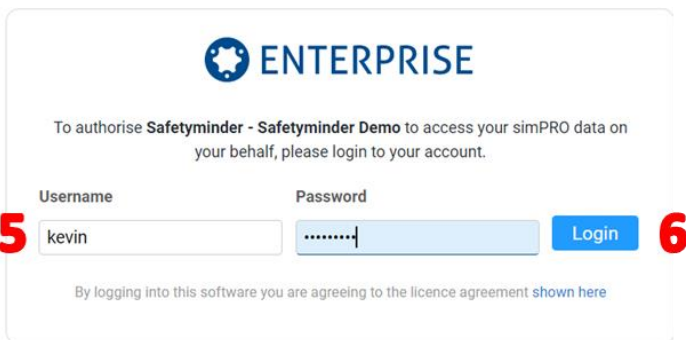 ENTERPRISE
To authorise Safetyminder - Safetyminder Demo to access your simPRO data on
your behalf, please login to your account.
Username Password
5 kevin ········· Login 6
By logging into this software you are agreeing to the licence agreement shown here